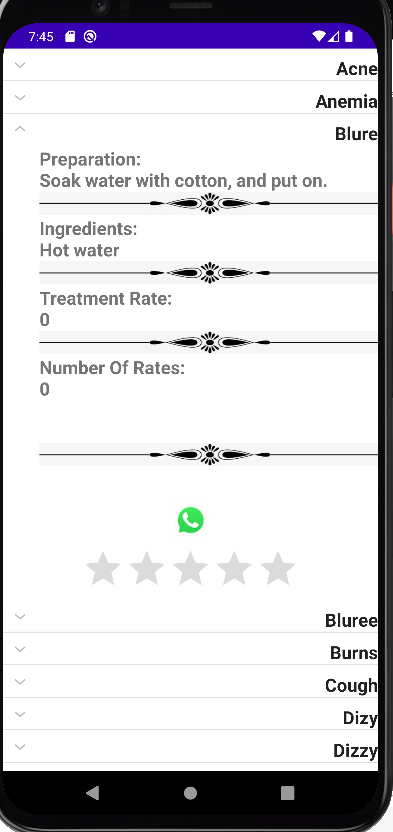 7:45
Acne
Anemia
Blure
Preparation:
Soak water with cotton, and put on.
Ingredients:
Hot water
Treatment Rate:
0
Number Of Rates:
0
Bluree
Burns
Cough
Dizy
Dizzy